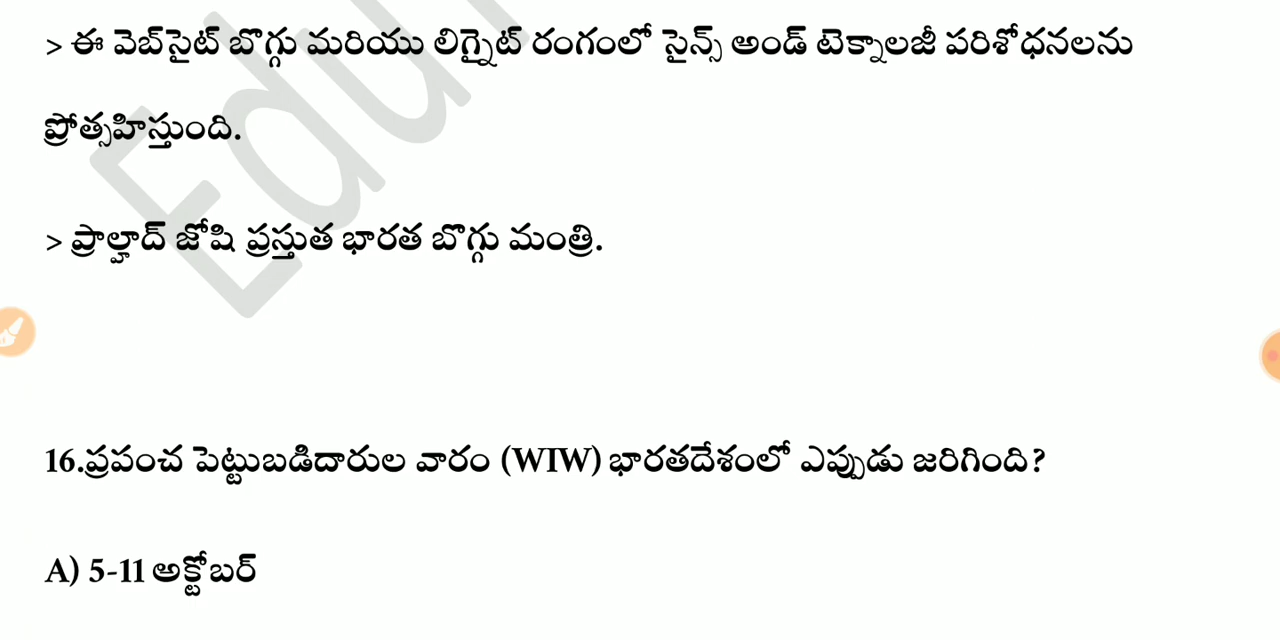 > ఈ వెబ్‌సైట్ బొగ్గు మరియు లిగ్నైట్ రంగంలో సైన్స్ అండ్ టెక్నాలజీ పరిశోధనలను
ప్రోత్సహిస్తుంది.
> ప్రాల్హాద్ జోషి ప్రస్తుత భారత బొగ్గు మంత్రి.
16.ప్రపంచ పెట్టుబడిదారుల వారం (WIW) భారతదేశంలో ఎప్పుడు జరిగింది?
A) 5-11 అక్టోబర్